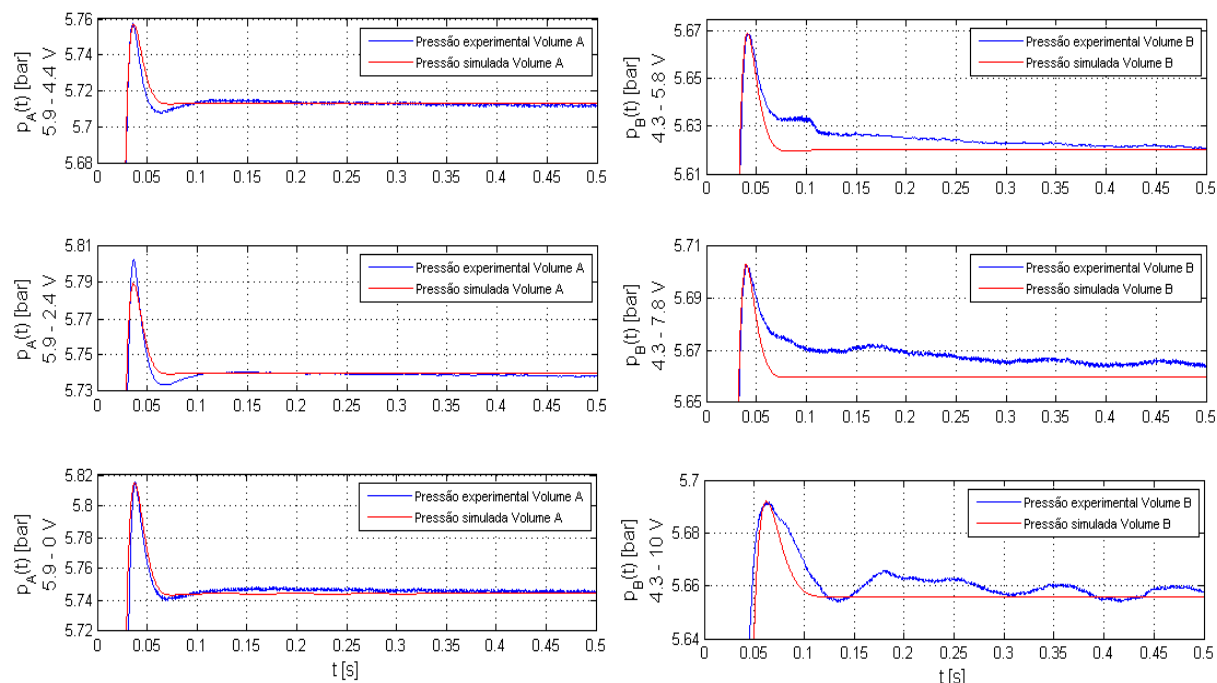 5.76
5.74
5.72
5.7
5.68
p_A(t) [bar]
5.9 - 4.4 V
Pressão experimental Volume A
Pressão simulada Volume A
0 0.05 0.1 0.15 0.2 0.25 0.3 0.35 0.4 0.45 0.5
5.67
5.65
5.63
5.61
p_B(t) [bar]
4.3 - 5.8 V
Pressão experimental Volume B
Pressão simulada Volume B
0 0.05 0.1 0.15 0.2 0.25 0.3 0.35 0.4 0.45 0.5
5.81
5.79
5.77
5.75
5.73
p_A(t) [bar]
5.9 - 2.4 V
Pressão experimental Volume A
Pressão simulada Volume A
0 0.05 0.1 0.15 0.2 0.25 0.3 0.35 0.4 0.45 0.5
5.71
5.69
5.67
5.65
p_B(t) [bar]
4.3 - 7.8 V
Pressão experimental Volume B
Pressão simulada Volume B
0 0.05 0.1 0.15 0.2 0.25 0.3 0.35 0.4 0.45 0.5
5.82
5.8
5.78
5.76
5.74
5.72
p_A(t) [bar]
5.9 - 0 V
Pressão experimental Volume A
Pressão simulada Volume A
0 0.05 0.1 0.15 0.2 0.25 0.3 0.35 0.4 0.45 0.5
t [s]
5.7
5.68
5.66
5.64
p_B(t) [bar]
4.3 - 10 V
Pressão experimental Volume B
Pressão simulada Volume B
0 0.05 0.1 0.15 0.2 0.25 0.3 0.35 0.4 0.45 0.5
t [s]